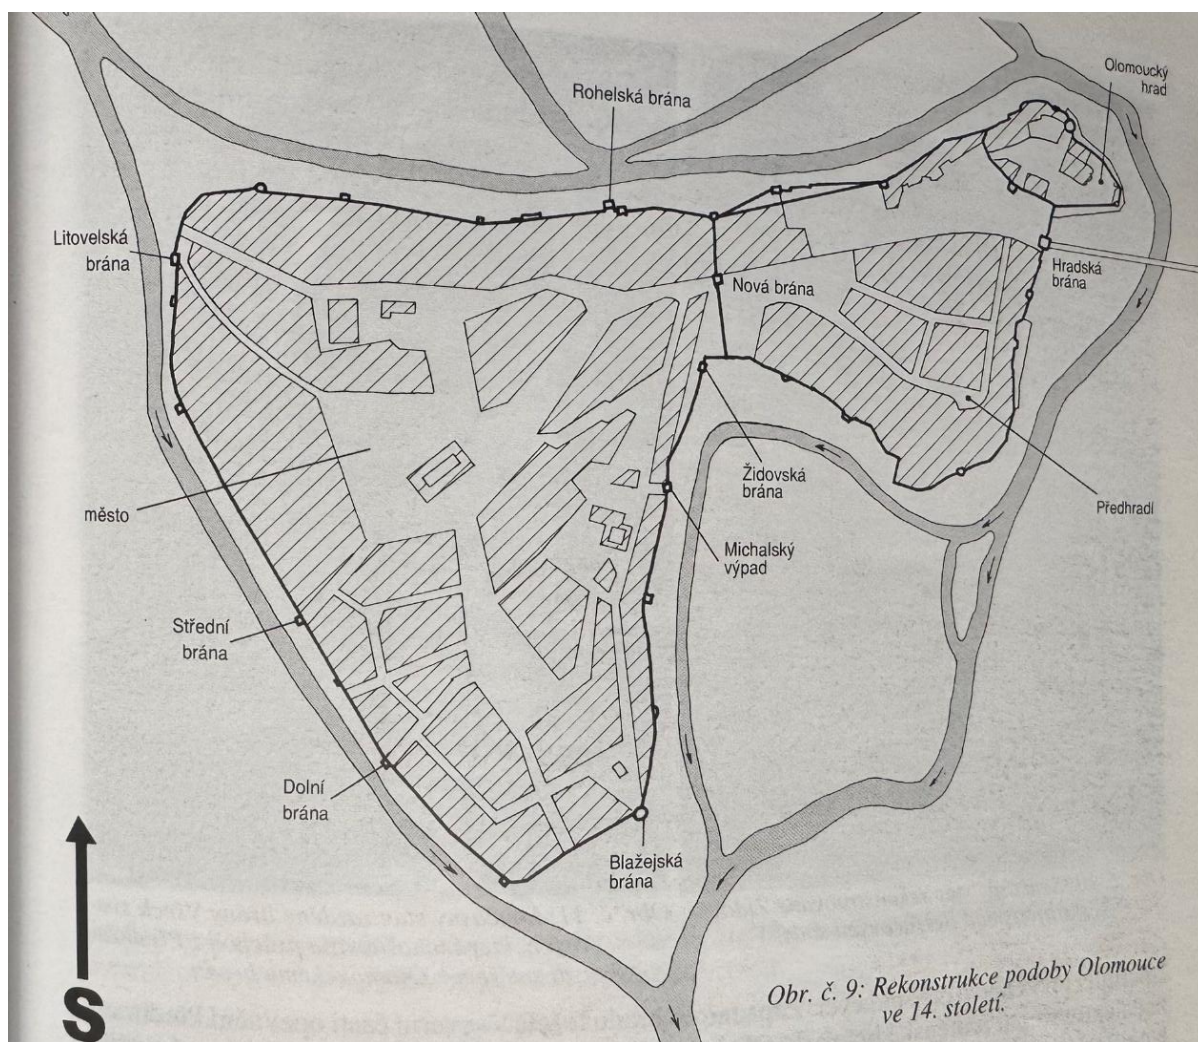 Olomoucký
hrad
Rohelská brána
Litovelská
brána
Hradská
brána
Nová brána
Židovská
brána
Předhradí
město
Michalský
výpad
Střední
brána
Dolní
brána
Blažejská
brána
S
Obr. č. 9: Rekonstrukce podoby Olomouce
ve 14. století.